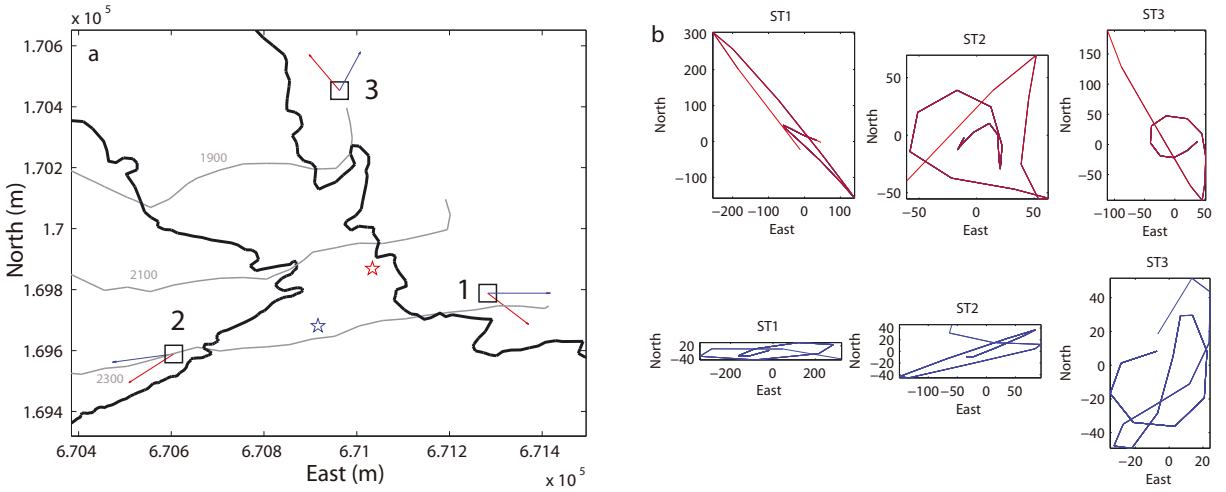 x 10⁵
a
1.706
1.704
1.702
1.7
1.698
1.696
1.694
North (m)
1900
2100
2300
3
1
2
6.704 6.706 6.708 6.71 6.712 6.714
East (m)
x 10⁵
b
ST1
300
200
100
0
−100
North
−200 −100 0 100
East
ST2
50
0
−50
North
−50 0 50
East
ST3
150
100
50
0
−50
North
−100 −50 0 50
East
ST1
20
−40
North
−200 0 200
East
ST2
40
20
0
−20
−40
North
−100 −50 0 50
East
ST3
40
20
0
−20
−40
North
−20 0 20
East